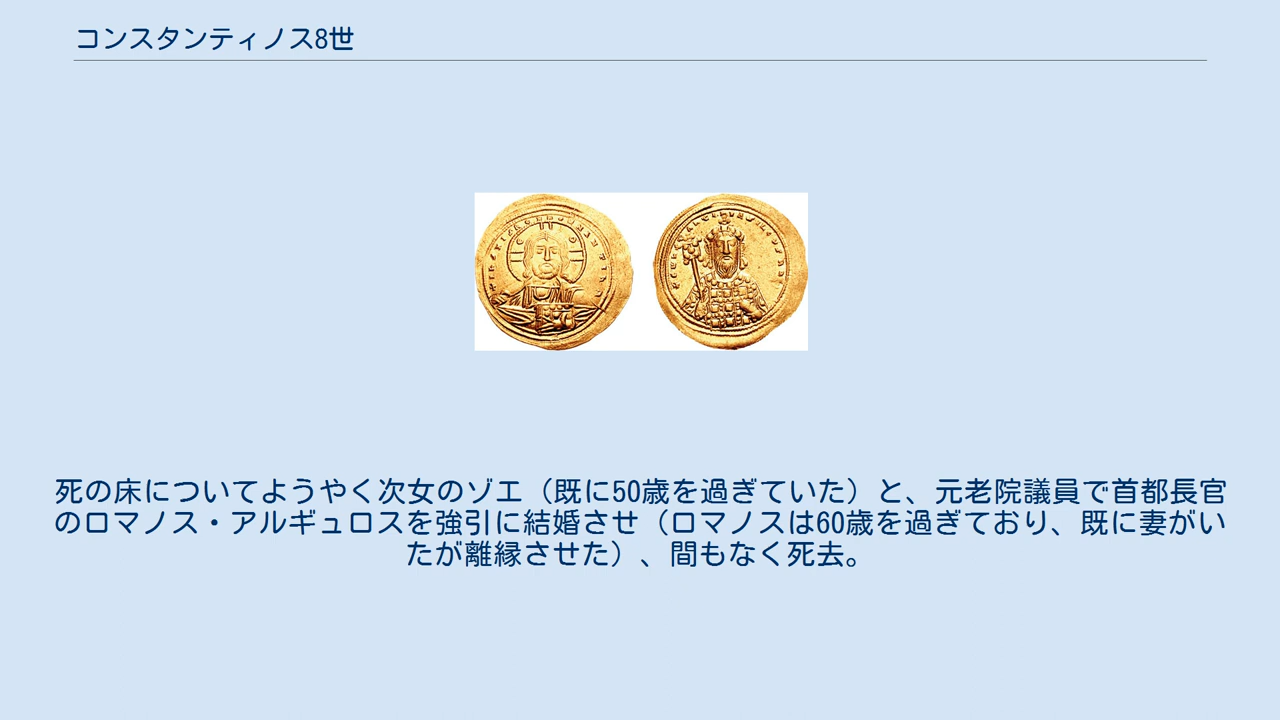 コンスタンティノス8世
死の床についてようやく次女のゾエ（既に50歳を過ぎていた）と、元老院議員で首都長官
のロマノス・アルギュロスを強引に結婚させ（ロマノスは60歳を過ぎており、既に妻がい
たが離縁させた）、間もなく死去。